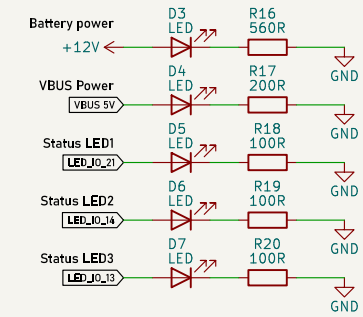 D3 R16
Battery power LED 560R
+12V
GND
D4 R17
VBUS Power LED 200R
VBUS 5V
GND
D5 R18
Status LED1 LED 100R
LED_IO_21
GND
D6 R19
Status LED2 LED 100R
LED_IO_14
GND
D7 R20
Status LED3 LED 100R
LED_IO_13
GND